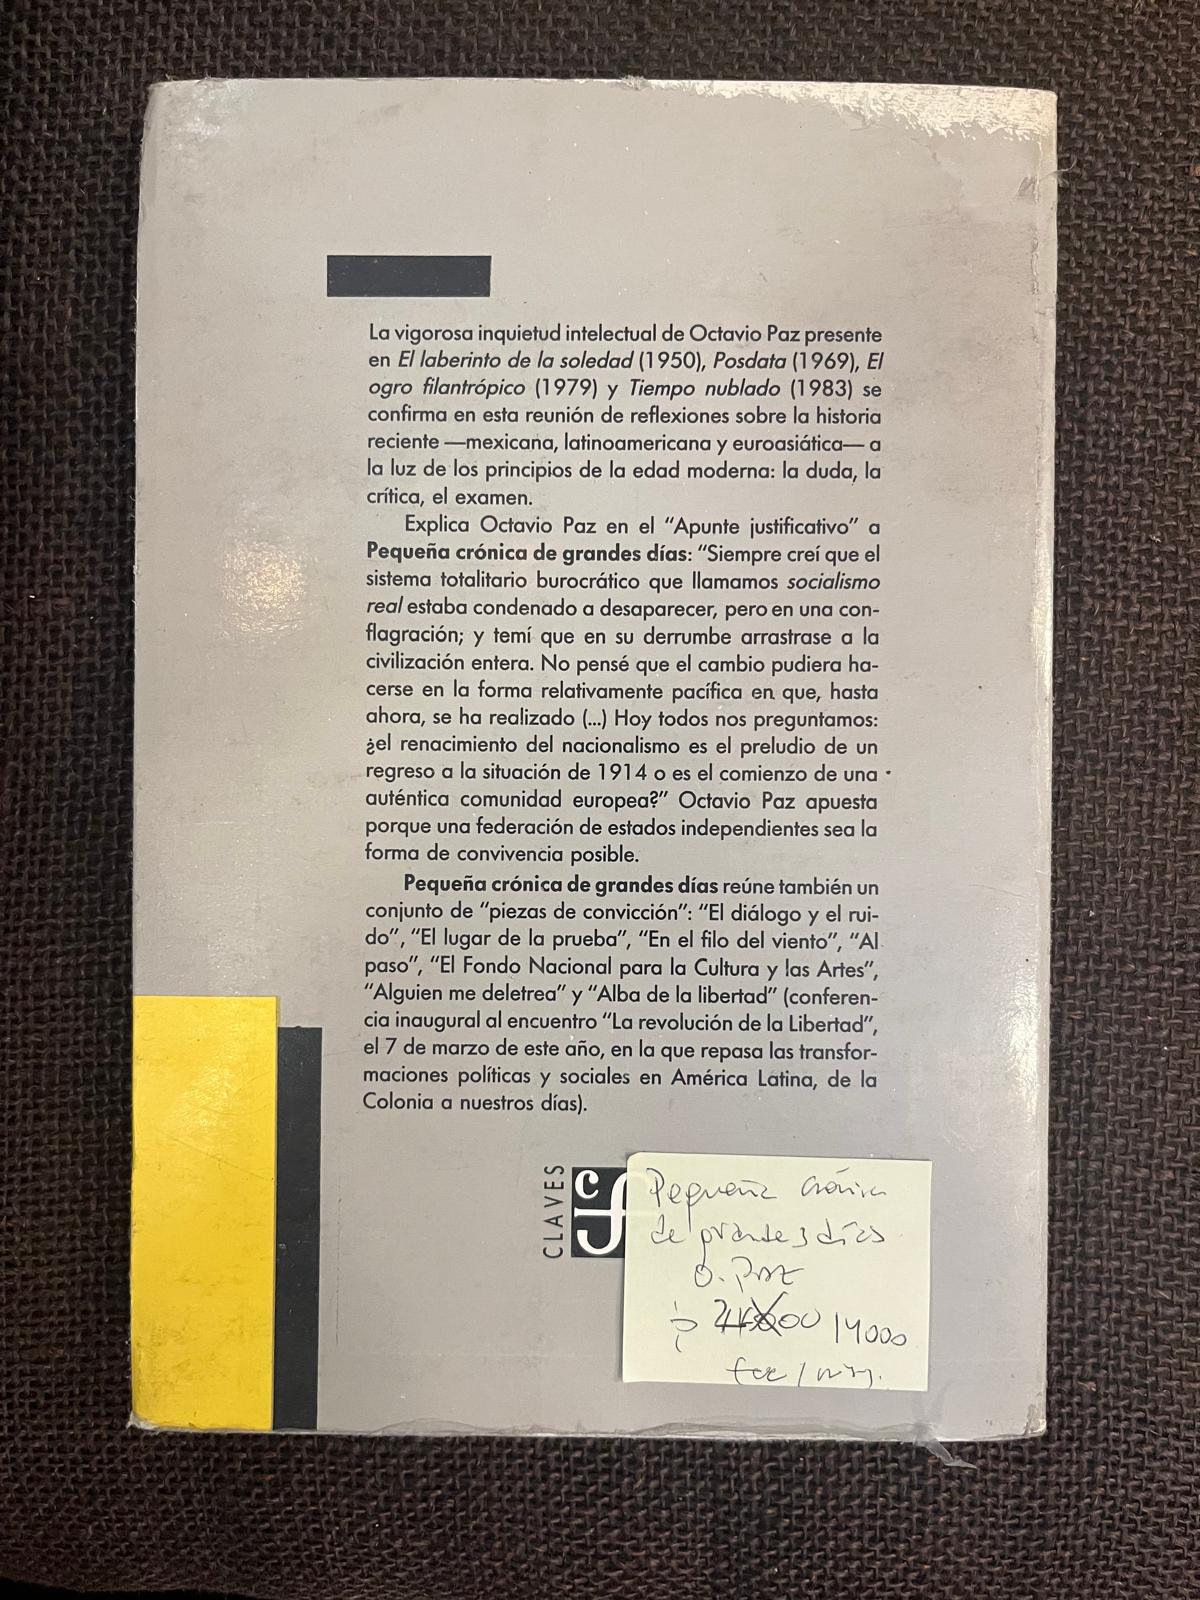 La vigorosa inquietud intelectual de Octavio Paz presente
en El laberinto de la soledad (1950), Posdata (1969), El
ogro filantrópico (1979) y Tiempo nublado (1983) se
confirma en esta reunión de reflexiones sobre la historia
reciente —mexicana, latinoamericana y euroasiática— a
la luz de los principios de la edad moderna: la duda, la
crítica, el examen.
Explica Octavio Paz en el “Apunte justificativo” a
Pequeña crónica de grandes días: “Siempre creí que el
sistema totalitario burocrático que llamamos socialismo
real estaba condenado a desaparecer, pero en una con-
flagración; y temí que en su derrumbe arrastrase a la
civilización entera. No pensé que el cambio pudiera ha-
cerse en la forma relativamente pacífica en que, hasta
ahora, se ha realizado (...) Hoy todos nos preguntamos:
¿el renacimiento del nacionalismo es el preludio de un
regreso a la situación de 1914 o es el comienzo de una
auténtica comunidad europea?” Octavio Paz apuesta
porque una federación de estados independientes sea la
forma de convivencia posible.
Pequeña crónica de grandes días reúne también un
conjunto de “piezas de convicción”: “El diálogo y el rui-
do”, “El lugar de la prueba”, “En el filo del viento”, “Al
paso”, “El Fondo Nacional para la Cultura y las Artes”,
“Alguien me deletrea” y “Alba de la libertad” (conferen-
cia inaugural al encuentro “La revolución de la Libertad”,
el 7 de marzo de este año, en la que repasa las transfor-
maciones políticas y sociales en América Latina, de la
Colonia a nuestros días).
CLAVES
Pequeña crónica
de grandes días
O. Paz
14000
fce